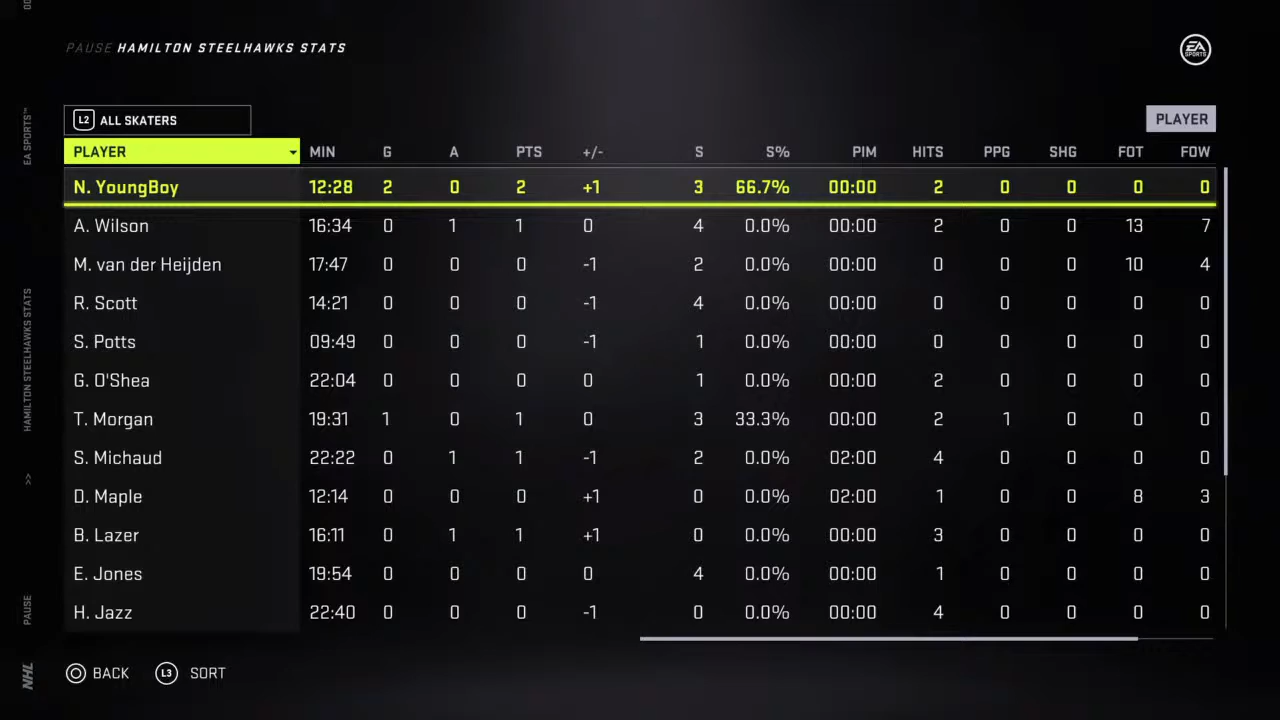 PAUSE HAMILTON STEELHAWKS STATS
EA SPORTS
L2 ALL SKATERS
PLAYER
PLAYER MIN G A PTS +/- S S% PIM HITS PPG SHG FOT FOW
N. YoungBoy 12:28 2 0 2 +1 3 66.7% 00:00 2 0 0 0 0
A. Wilson 16:34 0 1 1 0 4 0.0% 00:00 2 0 0 13 7
M. van der Heijden 17:47 0 0 0 -1 2 0.0% 00:00 0 0 0 10 4
R. Scott 14:21 0 0 0 -1 4 0.0% 00:00 0 0 0 0 0
S. Potts 09:49 0 0 0 -1 1 0.0% 00:00 0 0 0 0 0
G. O'Shea 22:04 0 0 0 0 1 0.0% 00:00 2 0 0 0 0
T. Morgan 19:31 1 0 1 0 3 33.3% 00:00 2 1 0 0 0
S. Michaud 22:22 0 1 1 -1 2 0.0% 02:00 4 0 0 0 0
D. Maple 12:14 0 0 0 +1 0 0.0% 02:00 1 0 0 8 3
B. Lazer 16:11 0 1 1 +1 0 0.0% 00:00 3 0 0 0 0
E. Jones 19:54 0 0 0 0 4 0.0% 00:00 1 0 0 0 0
H. Jazz 22:40 0 0 0 -1 0 0.0% 00:00 4 0 0 0 0
BACK L3 SORT
NHL PAUSE >> HAMILTON STEELHAWKS STATS EA SPORTS™